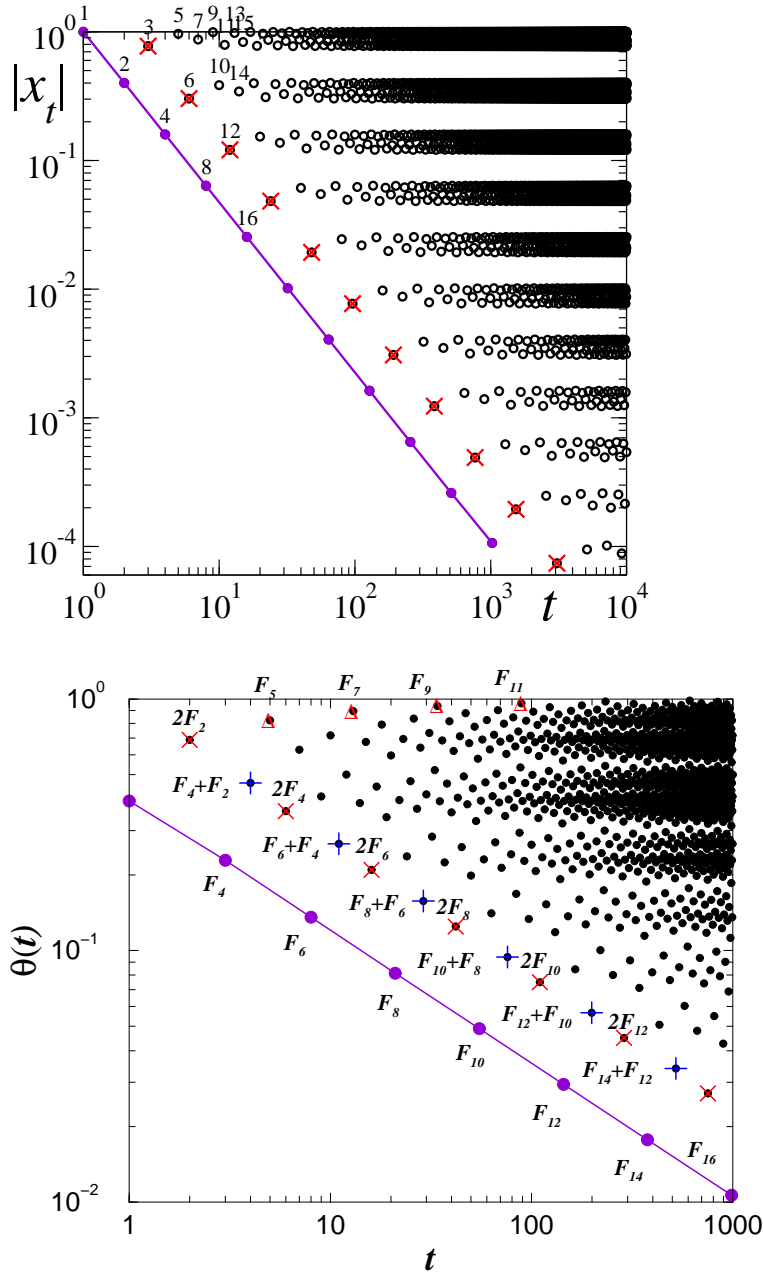 1 3 5 7 9 11 13 15
10^0
|x_t|
2 6 10 14
4 12
10^-1
8
16
10^-2
10^-3
10^-4
10^0 10^1 10^2 t 10^3 10^4
F_5 F_7 F_9 F_11
10^0
2F_2
F_4+F_2 2F_4
F_6+F_4 2F_6
F_4 F_8+F_6 2F_8
F_6 F_10+F_8 2F_10
θ(t)
10^-1
F_8 F_12+F_10 2F_12
F_10 F_14+F_12
F_12
F_14 F_16
10^-2
1 10 100 1000
t